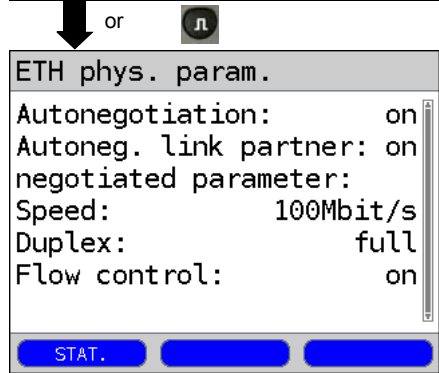 or
ETH phys. param.
Autonegotiation: on
Autoneg. link partner: on
negotiated parameter:
Speed: 100Mbit/s
Duplex: full
Flow control: on
STAT.